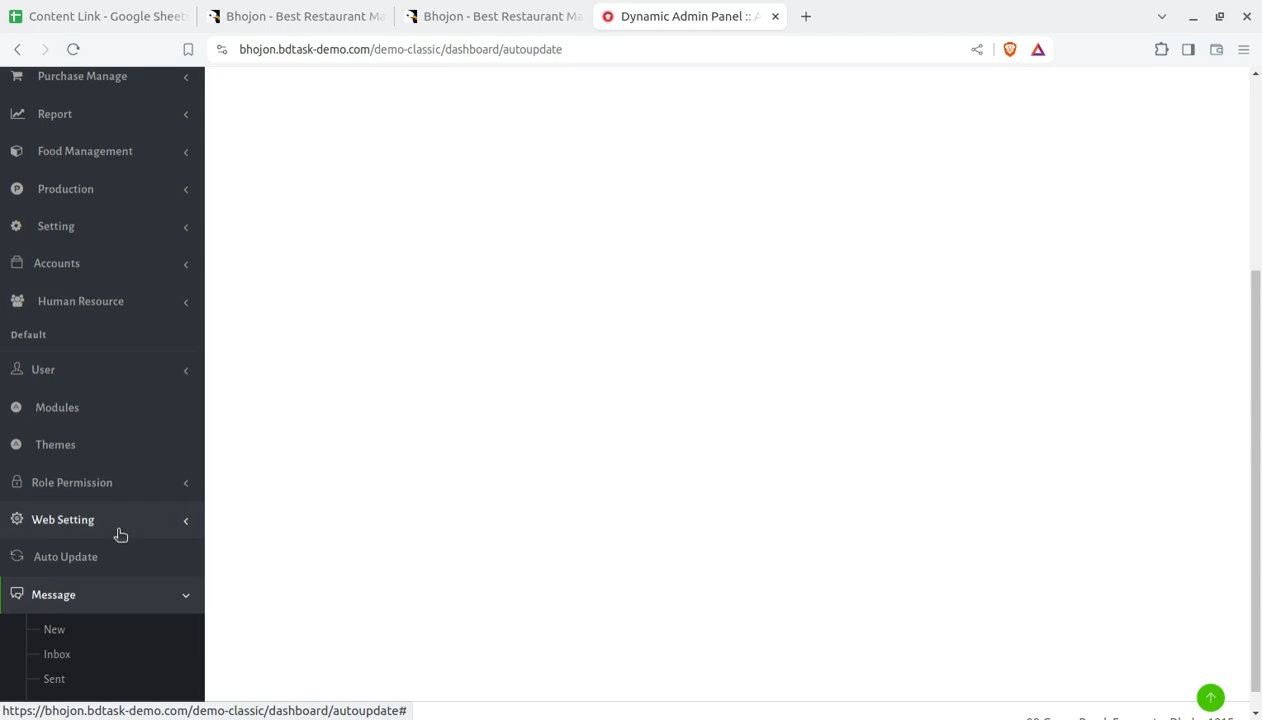 Content Link - Google Sheet
Bhojon - Best Restaurant Ma
Bhojon - Best Restaurant Ma
Dynamic Admin Panel :: A
bhojon.bdtask-demo.com/demo-classic/dashboard/autoupdate
Purchase Manage
Report
Food Management
Production
Setting
Accounts
Human Resource
Default
User
Modules
Themes
Role Permission
Web Setting
Auto Update
Message
New
Inbox
Sent
https://bhojon.bdtask-demo.com/demo-classic/dashboard/autoupdate#